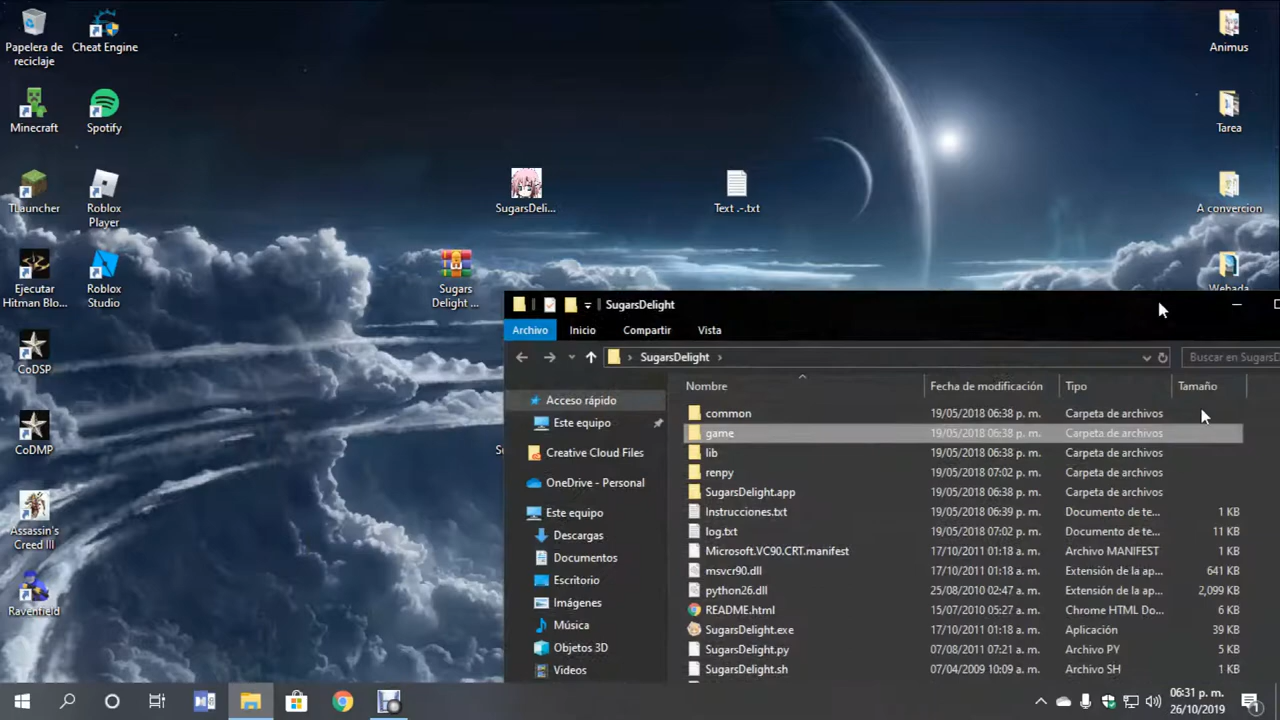 Papelera de
reciclaje
Cheat Engine
Animus
Minecraft
Spotify
Tarea
TLauncher
Roblox
Player
SugarsDeli...
Text .-.txt
A convercion
Ejecutar
Hitman Blo...
Roblox
Studio
Sugars
Delight ...
Webada
CoDSP
CoDMP
Assassin's
Creed III
Ravenfield
SugarsDelight
Archivo
Inicio
Compartir
Vista
SugarsDelight
Buscar en SugarsD
Nombre
Fecha de modificación
Tipo
Tamaño
Acceso rápido
Este equipo
Creative Cloud Files
OneDrive - Personal
Este equipo
Descargas
Documentos
Escritorio
Imágenes
Música
Objetos 3D
Videos
common 19/05/2018 06:38 p. m. Carpeta de archivos
game 19/05/2018 06:38 p. m. Carpeta de archivos
lib 19/05/2018 06:38 p. m. Carpeta de archivos
renpy 19/05/2018 07:02 p. m. Carpeta de archivos
SugarsDelight.app 19/05/2018 06:38 p. m. Carpeta de archivos
Instrucciones.txt 19/05/2018 06:39 p. m. Documento de te... 1 KB
log.txt 19/05/2018 07:02 p. m. Documento de te... 11 KB
Microsoft.VC90.CRT.manifest 17/10/2011 01:18 a. m. Archivo MANIFEST 1 KB
msvcr90.dll 17/10/2011 01:18 a. m. Extensión de la ap... 641 KB
python26.dll 25/08/2010 02:47 a. m. Extensión de la ap... 2,099 KB
README.html 15/07/2010 05:27 a. m. Chrome HTML Do... 6 KB
SugarsDelight.exe 17/10/2011 01:18 a. m. Aplicación 39 KB
SugarsDelight.py 07/08/2011 07:21 a. m. Archivo PY 5 KB
SugarsDelight.sh 07/04/2009 10:09 a. m. Archivo SH 1 KB
06:31 p. m.
26/10/2019
1